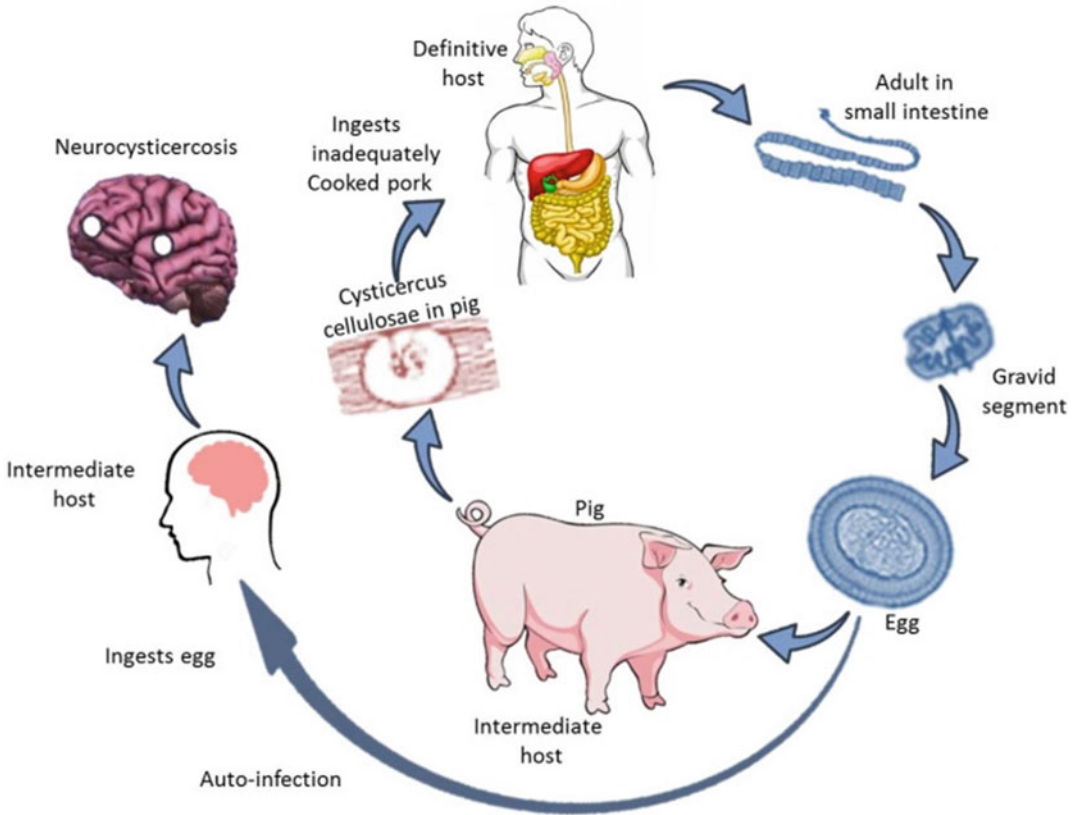 Definitive
host
Adult in
small intestine
Ingests
inadequately
Cooked pork
Neurocysticercosis
Cysticercus
cellulosae in pig
Gravid
segment
Intermediate
host
Pig
Egg
Ingests egg
Intermediate
host
Auto-infection